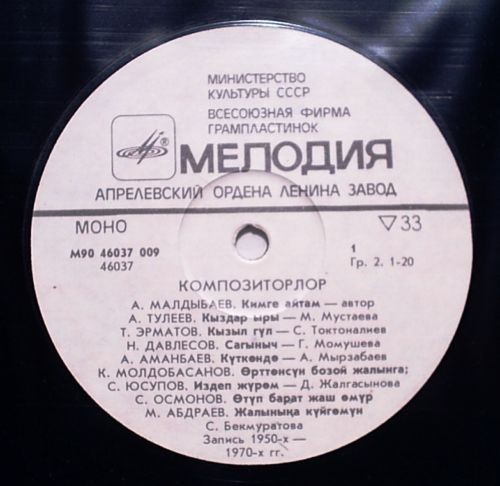 МИНИСТЕРСТВО
КУЛЬТУРЫ СССР
ВСЕСОЮЗНАЯ ФИРМА
ГРАМПЛАСТИНОК
МЕЛОДИЯ
АПРЕЛЕВСКИЙ ОРДЕНА ЛЕНИНА ЗАВОД
МОНО ▽33
М90 46037 009 1
46037 Гр. 2. 1-20
КОМПОЗИТОРЛОР
А. МАЛДЫБАЕВ. Кимге айтам — автор
А. ТУЛЕЕВ. Кыздар ыры — М. Мустаева
Т. ЭРМАТОВ. Кызыл гүл — С. Токтоналиев
Н. ДАВЛЕСОВ. Сагыныч — Г. Момушева
А. АМАНБАЕВ. Күткөндө — А. Мырзабаев
К. МОЛДОБАСАНОВ. Өрттөнсүн бозой жалынга;
С. ЮСУПОВ. Издеп жүрөм — Д. Жалгасынова
С. ОСМОНОВ. Өтүп барат жаш өмүр
М. АБДРАЕВ. Жалыныңа күйгөмүн
С. Бекмуратова
Запись 1950-х —
1970-х гг.